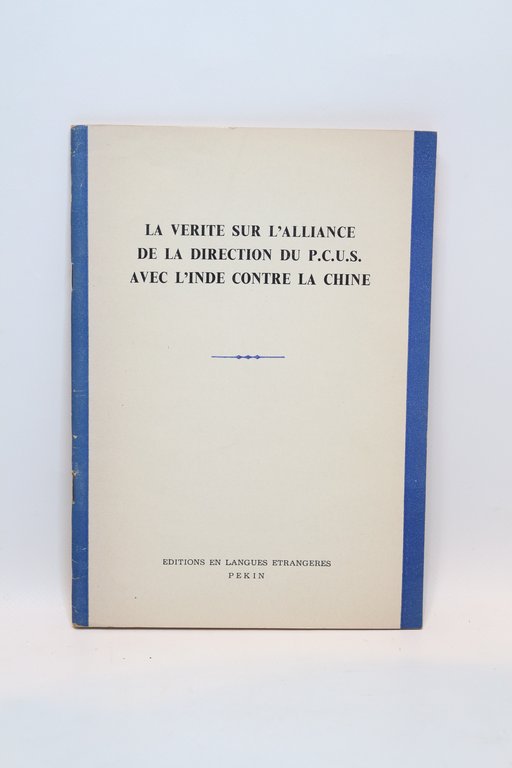 LA VERITE SUR L'ALLIANCE
DE LA DIRECTION DU P.C.U.S.
AVEC L'INDE CONTRE LA CHINE
EDITIONS EN LANGUES ETRANGERES
PEKIN